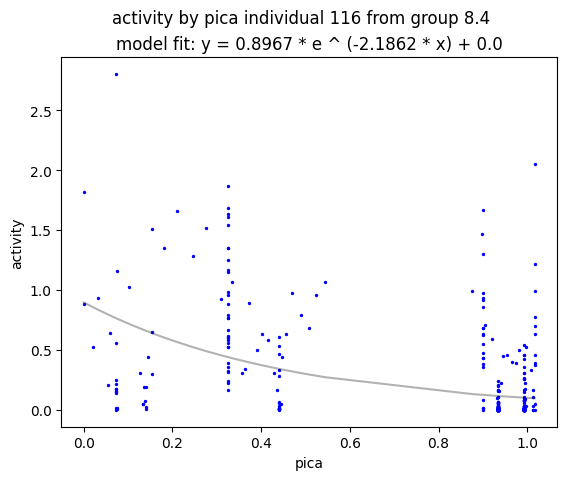 activity by pica individual 116 from group 8.4
model fit: y = 0.8967 * e ^ (-2.1862 * x) + 0.0
2.5
2.0
1.5
1.0
0.5
0.0
activity
0.0 0.2 0.4 0.6 0.8 1.0
pica